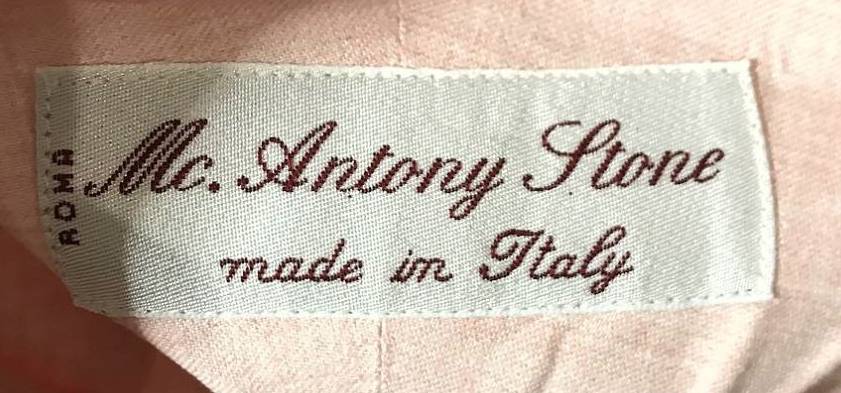 ROMA
Mc. Antony Stone
made in Italy